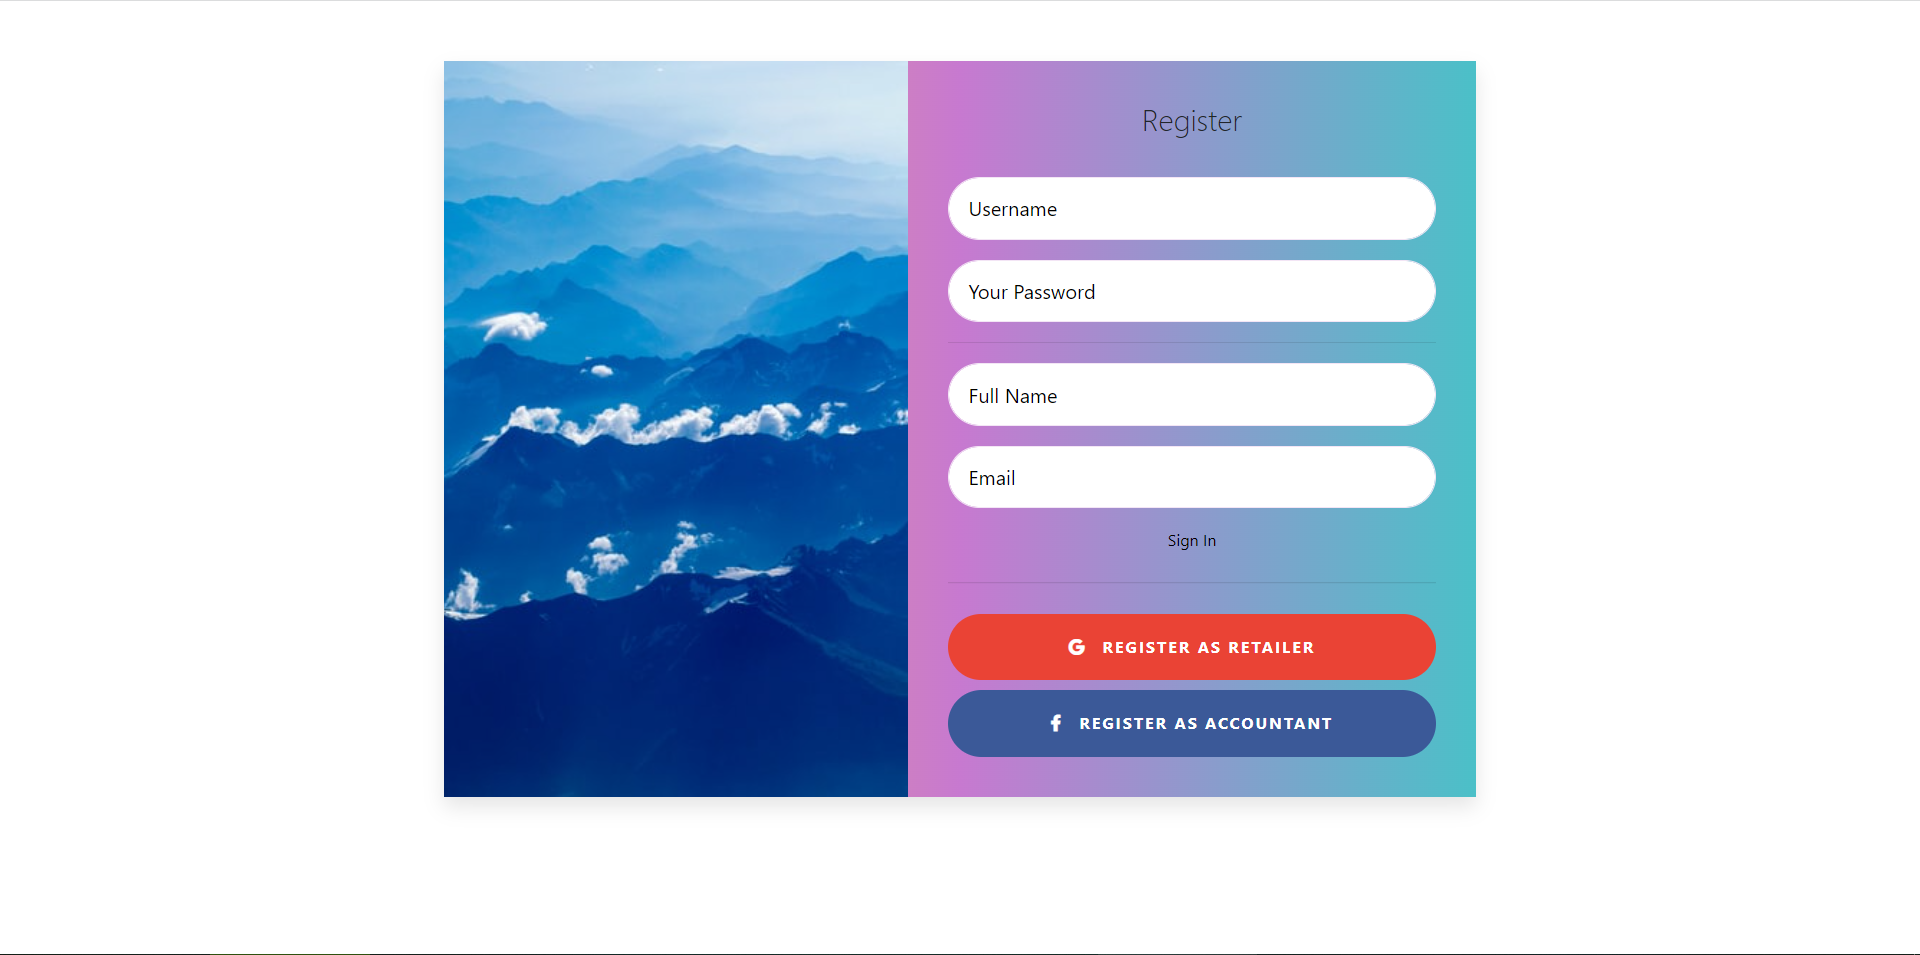 Register
Username
Your Password
Full Name
Email
Sign In
REGISTER AS RETAILER
REGISTER AS ACCOUNTANT